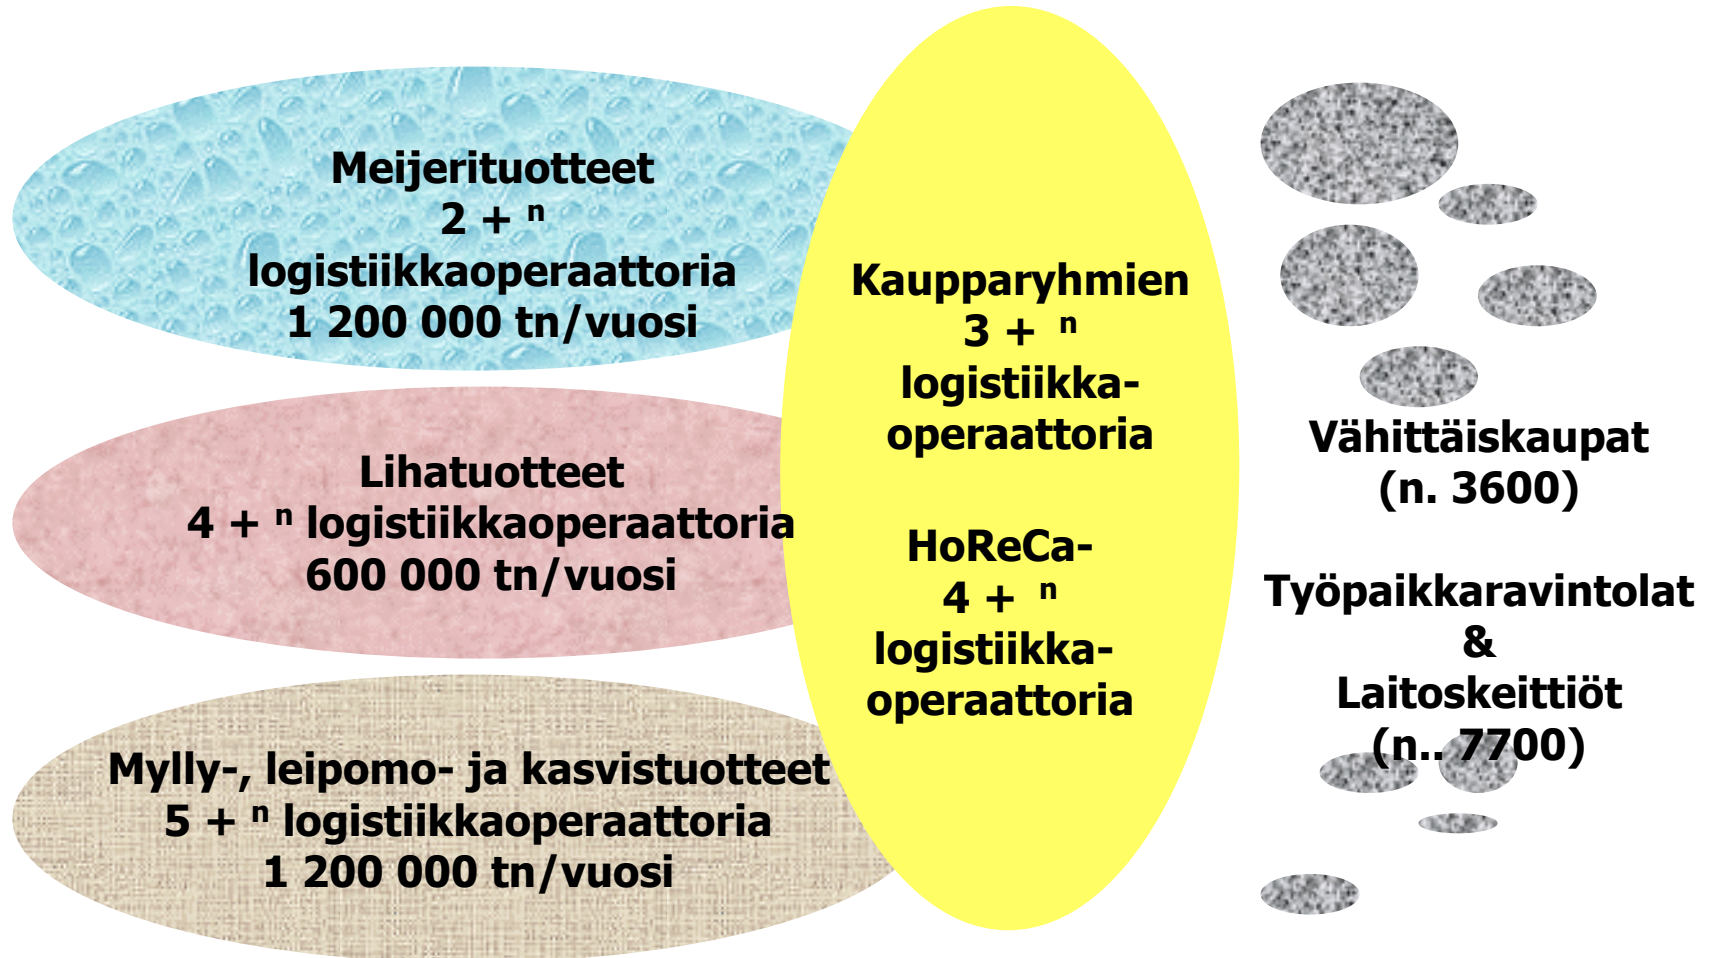 Meijerituotteet
2 + ⁿ
logistiikkaoperaattoria
1 200 000 tn/vuosi
Lihatuotteet
4 + ⁿ logistiikkaoperaattoria
600 000 tn/vuosi
Mylly-, leipomo- ja kasvistuotteet
5 + ⁿ logistiikkaoperaattoria
1 200 000 tn/vuosi
Kaupparyhmien
3 + ⁿ
logistiikka-
operaattoria
HoReCa-
4 + ⁿ
logistiikka-
operaattoria
Vähittäiskaupat
(n. 3600)
Työpaikkaravintolat
&
Laitoskeittiöt
(n.. 7700)